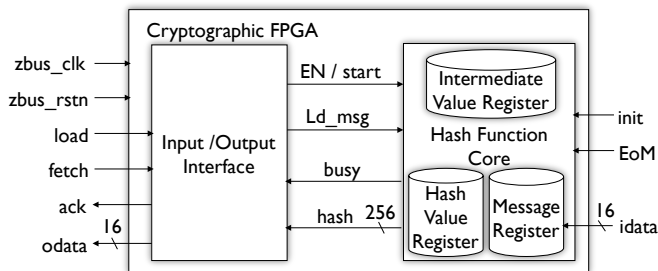 Cryptographic FPGA
zbus_clk
zbus_rstn
load
fetch
ack
16
odata
Input /Output
Interface
EN / start
Ld_msg
busy
hash
256
Intermediate
Value Register
Hash Function
Core
Hash
Value
Register
Message
Register
init
EoM
16
idata